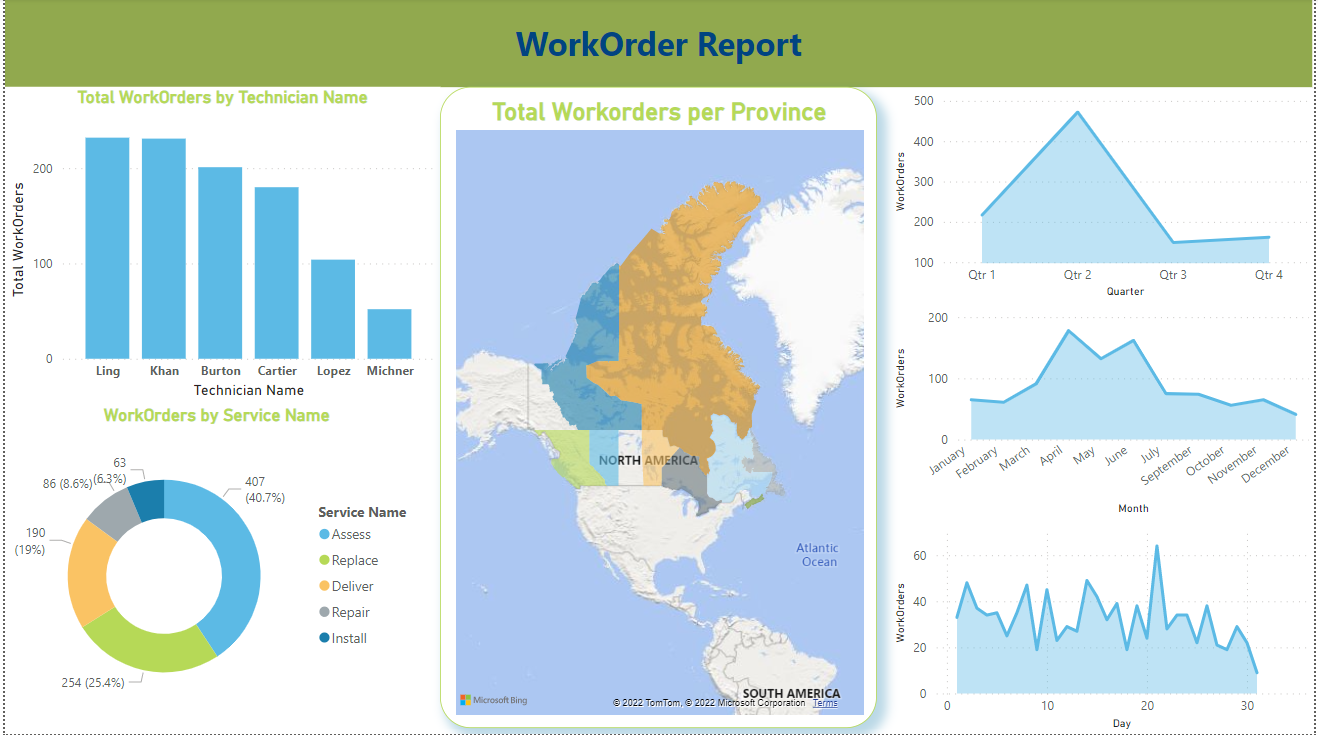 WorkOrder Report
Total WorkOrders by Technician Name
Total WorkOrders
200
100
0
Ling Khan Burton Cartier Lopez Michner
Technician Name
WorkOrders by Service Name
63
(6.3%)
86 (8.6%)
407
(40.7%)
190
(19%)
254 (25.4%)
Service Name
Assess
Replace
Deliver
Repair
Install
Total Workorders per Province
NORTH AMERICA
Atlantic
Ocean
SOUTH AMERICA
Microsoft Bing
© 2022 TomTom, © 2022 Microsoft Corporation Terms
WorkOrders
500
400
300
200
100
Qtr 1 Qtr 2 Qtr 3 Qtr 4
Quarter
WorkOrders
200
100
0
January February March April May June July September October November December
Month
WorkOrders
60
40
20
0
0 10 20 30
Day